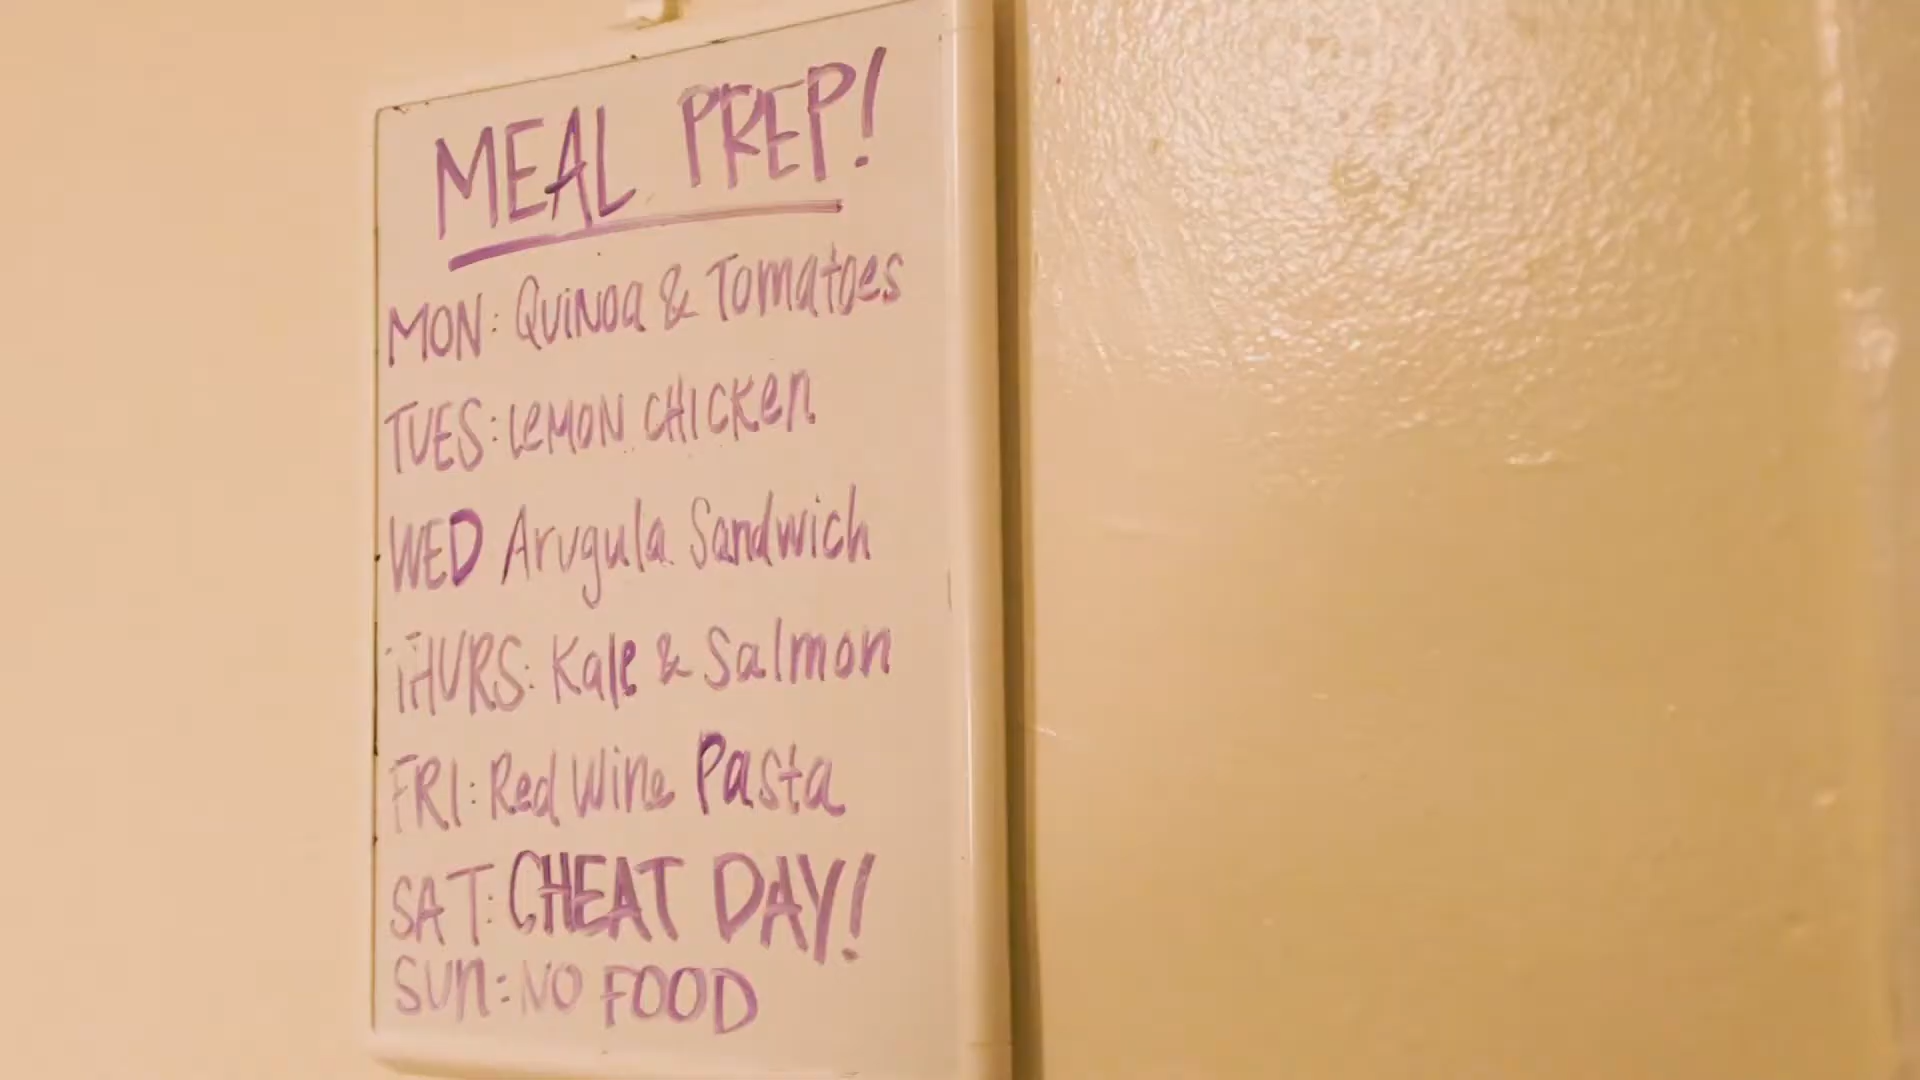 MEAL PREP!
MON: Quinoa & Tomatoes
TUES: LEMON CHICKEN
WED Arugula Sandwich
THURS: Kale & Salmon
FRI: Red Wine Pasta
SAT: CHEAT DAY!
SUN: NO FOOD